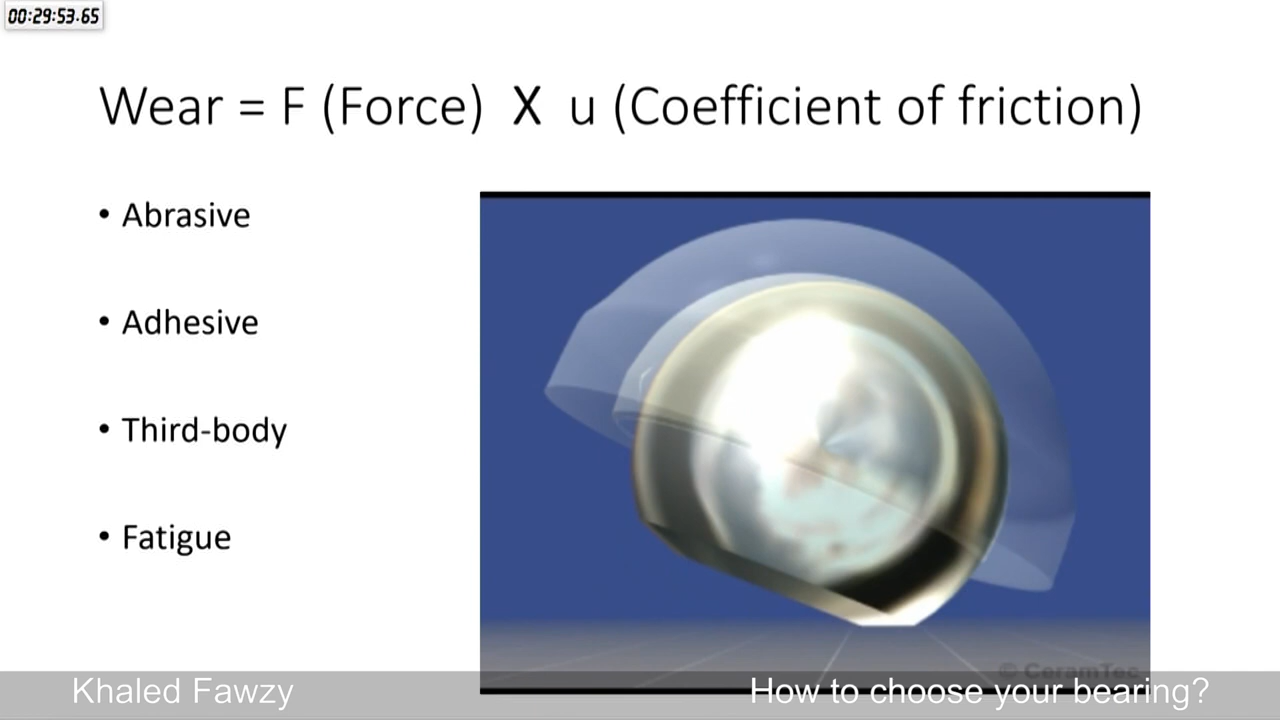 00:29:53.65
Wear = F (Force) X u (Coefficient of friction)
• Abrasive
• Adhesive
• Third-body
• Fatigue
© CeramTec
Khaled Fawzy
How to choose your bearing?